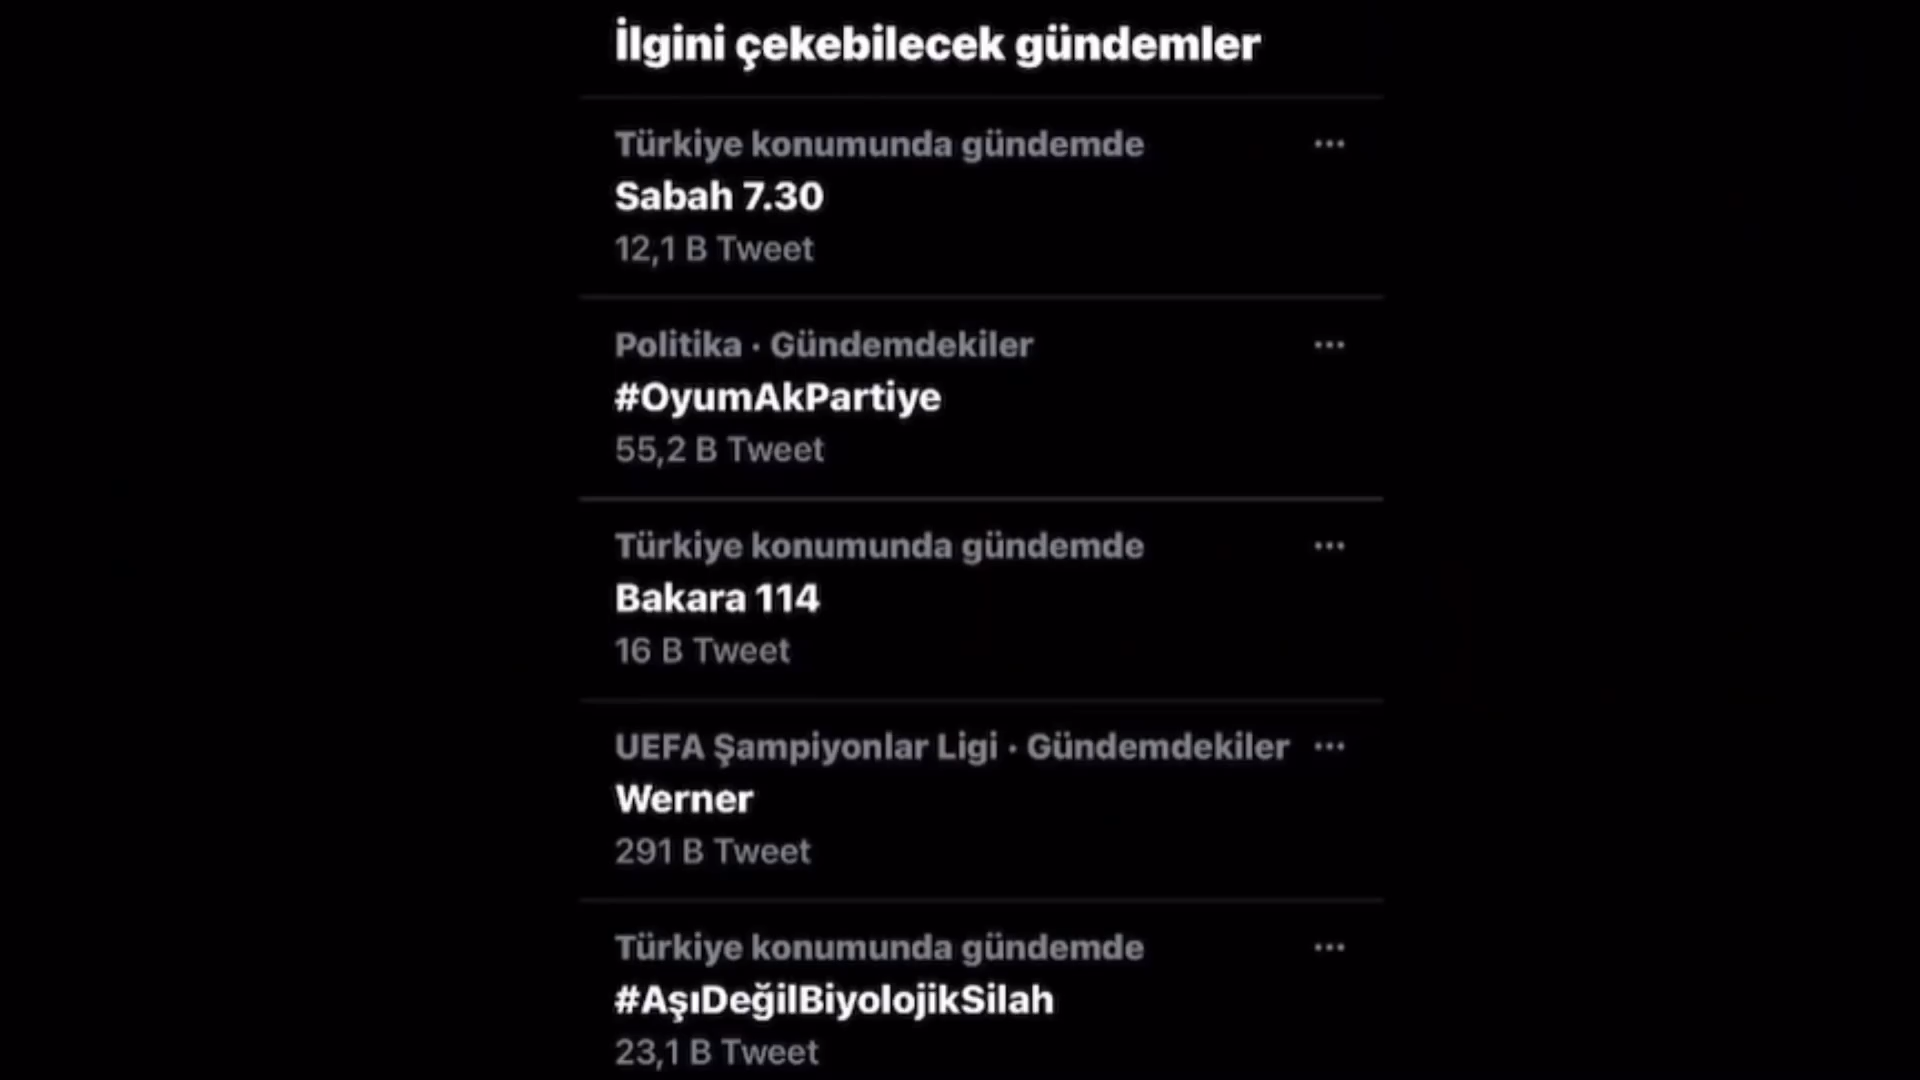 İlgini çekebilecek gündemler
Türkiye konumunda gündemde
Sabah 7.30
12,1 B Tweet
Politika · Gündemdekiler
#OyumAkPartiye
55,2 B Tweet
Türkiye konumunda gündemde
Bakara 114
16 B Tweet
UEFA Şampiyonlar Ligi · Gündemdekiler
Werner
291 B Tweet
Türkiye konumunda gündemde
#AşıDeğilBiyolojikSilah
23,1 B Tweet